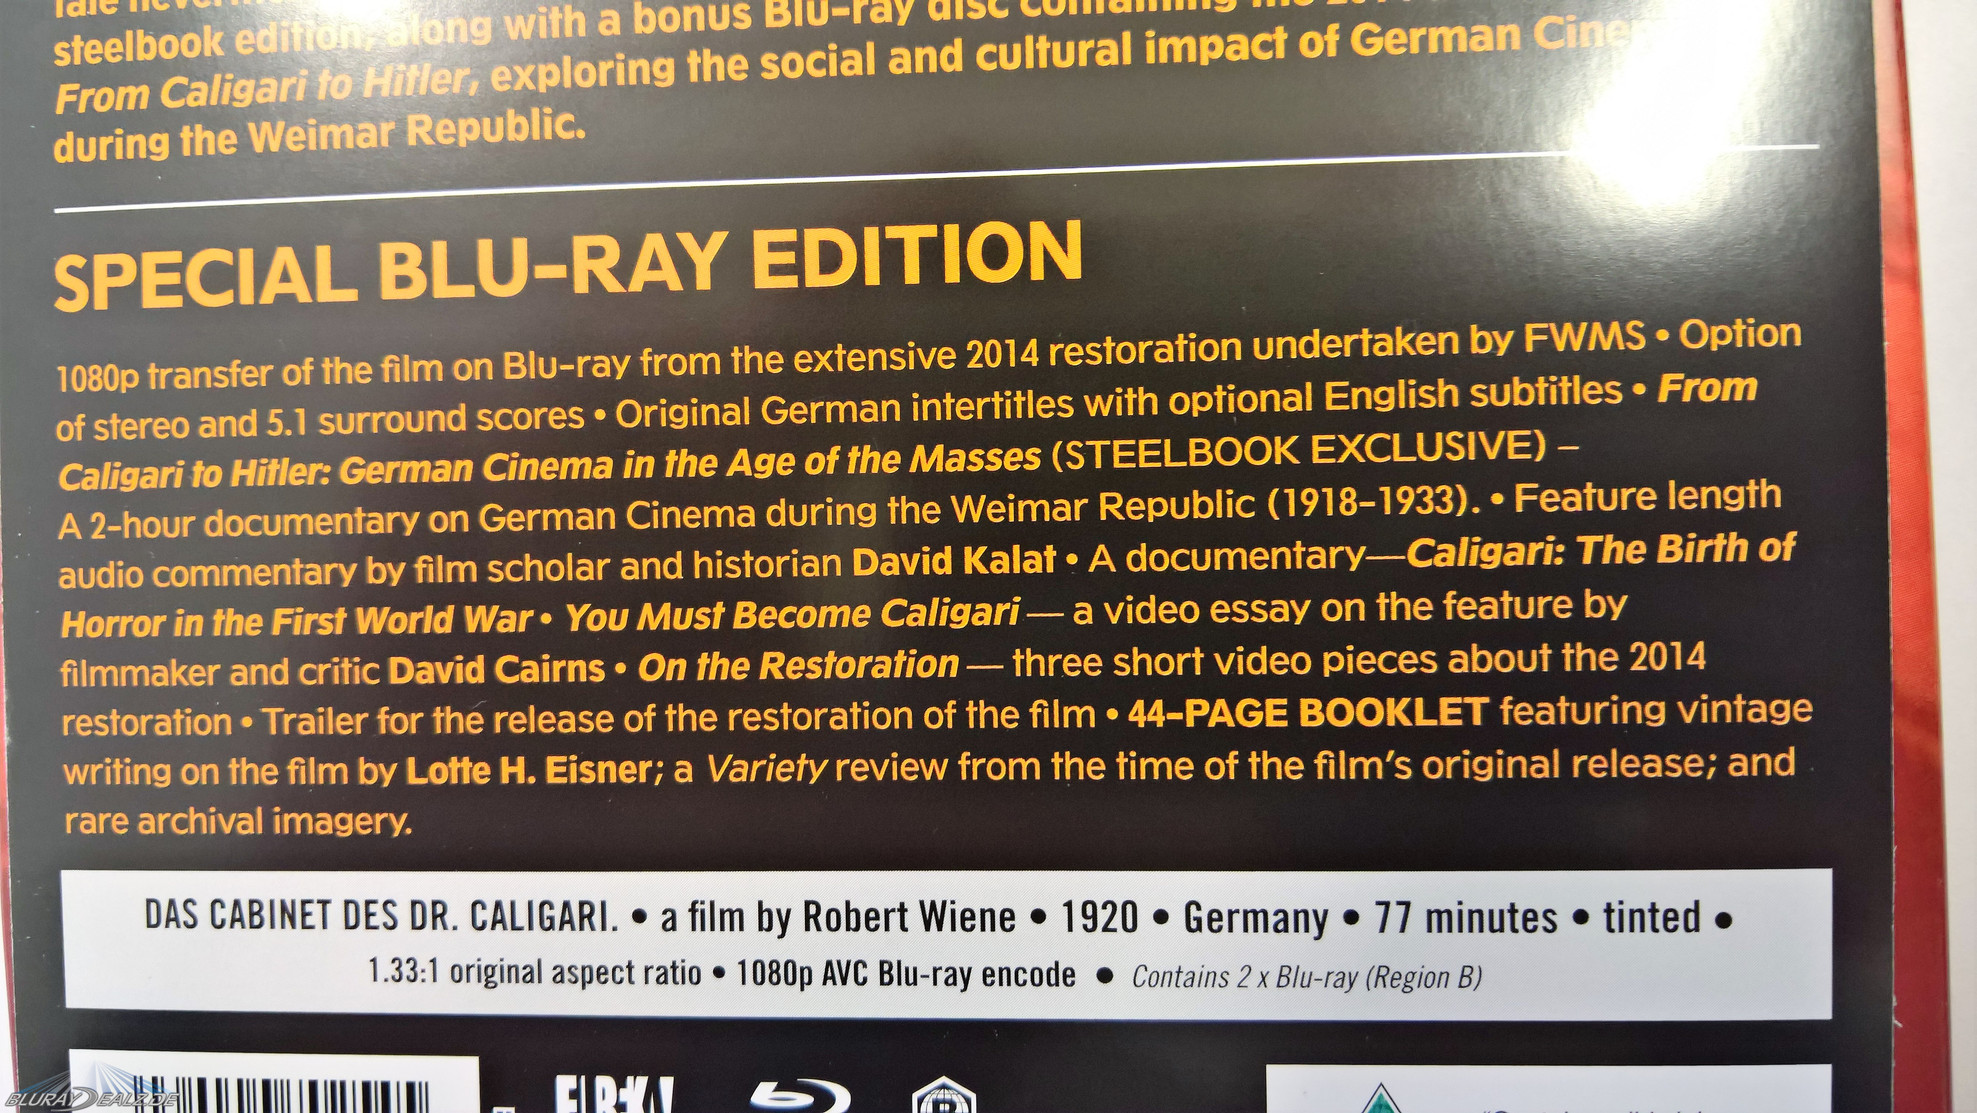 steelbook edition, along with a bonus Blu-ray disc containing the
From Caligari to Hitler, exploring the social and cultural impact of German
during the Weimar Republic.
SPECIAL BLU-RAY EDITION
1080p transfer of the film on Blu-ray from the extensive 2014 restoration undertaken by FWMS • Option
of stereo and 5.1 surround scores • Original German intertitles with optional English subtitles • From
Caligari to Hitler: German Cinema in the Age of the Masses (STEELBOOK EXCLUSIVE) –
A 2-hour documentary on German Cinema during the Weimar Republic (1918-1933). • Feature length
audio commentary by film scholar and historian David Kalat • A documentary—Caligari: The Birth of
Horror in the First World War • You Must Become Caligari — a video essay on the feature by
filmmaker and critic David Cairns • On the Restoration — three short video pieces about the 2014
restoration • Trailer for the release of the restoration of the film • 44-PAGE BOOKLET featuring vintage
writing on the film by Lotte H. Eisner; a Variety review from the time of the film's original release; and
rare archival imagery.
DAS CABINET DES DR. CALIGARI. • a film by Robert Wiene • 1920 • Germany • 77 minutes • tinted •
1.33:1 original aspect ratio • 1080p AVC Blu-ray encode • Contains 2 x Blu-ray (Region B)
BLURAYDEALZ.DE
EUREKA!
B